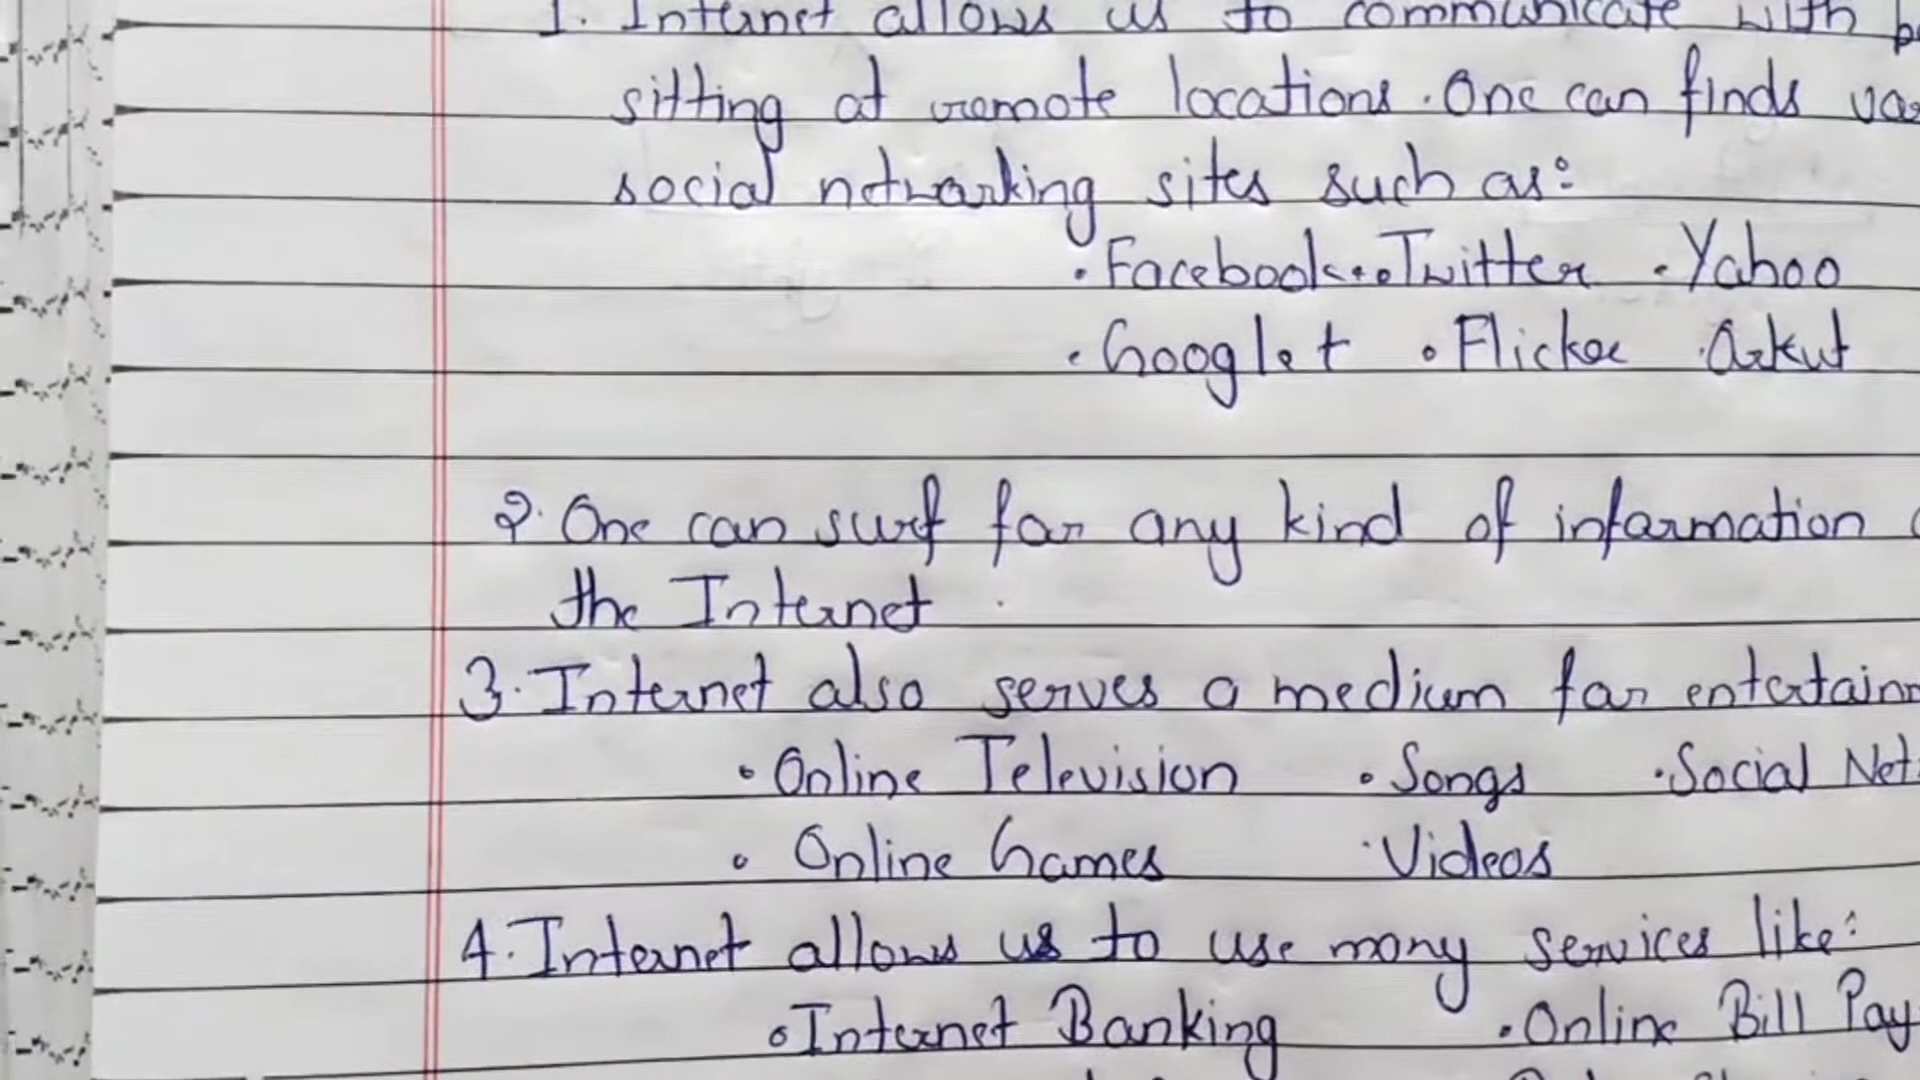 1. Internet allows us to communicate with
sitting at remote locations. One can finds
social networking sites such as:
• Facebook • Twitter • Yahoo
• Google+ • Flicker • Orkut
2. One can surf for any kind of information
the Internet
3. Internet also serves a medium for entertainm
• Online Television • Songs • Social Net
• Online Games • Videos
4. Internet allows us to use many services like:
• Internet Banking • Online Bill Pay